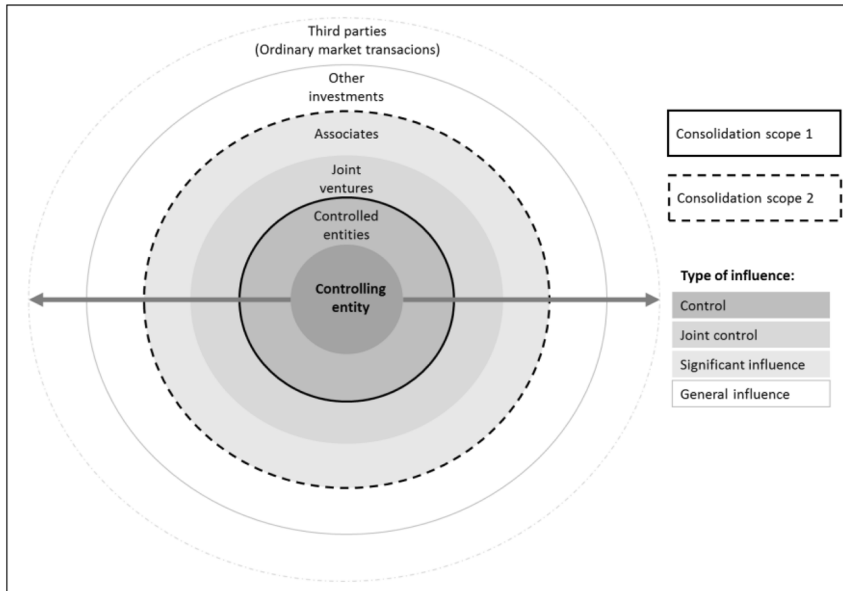 Third parties
(Ordinary market transacions)
Other
investments
Associates
Joint
ventures
Controlled
entities
Controlling
entity
Consolidation scope 1
Consolidation scope 2
Type of influence:
Control
Joint control
Significant influence
General influence